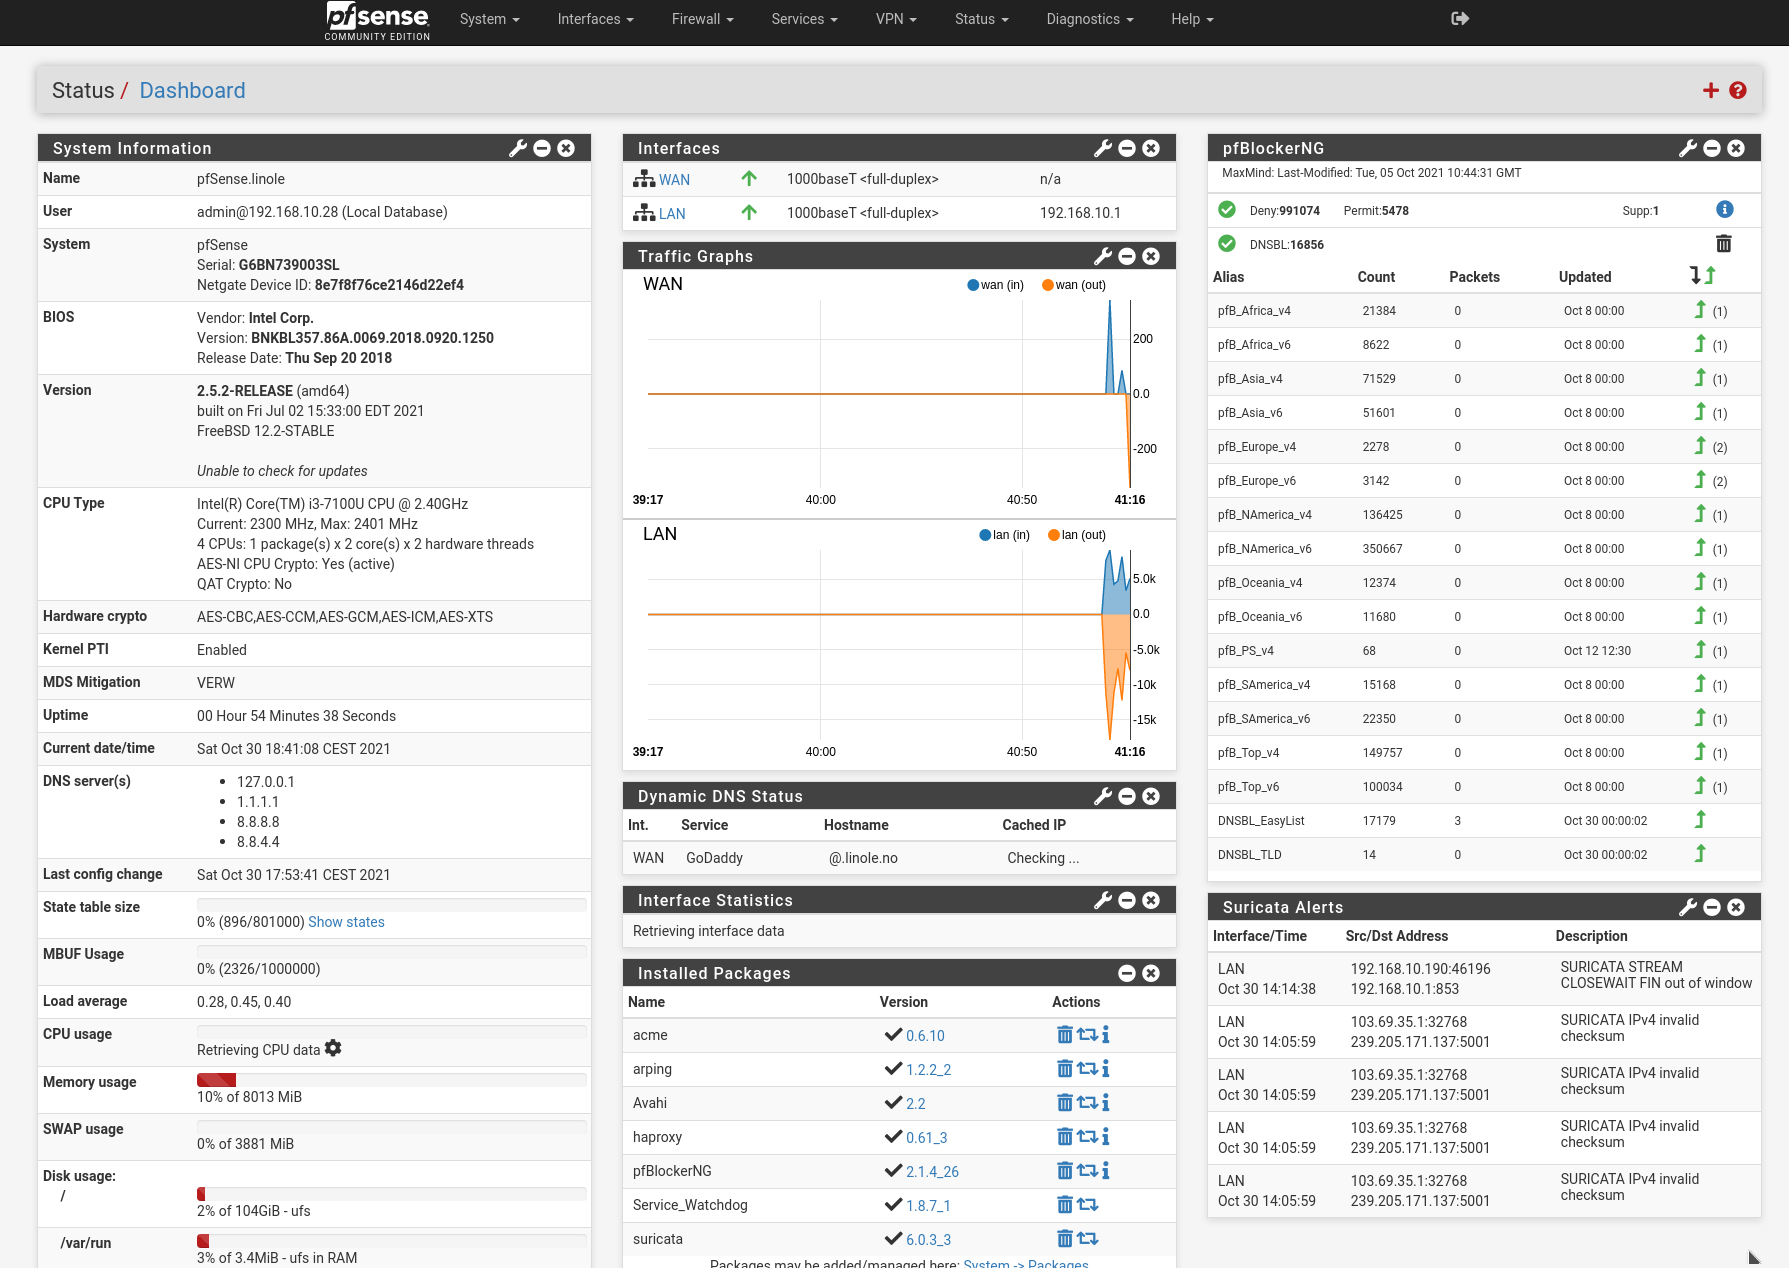 pfsense
COMMUNITY EDITION
System
Interfaces
Firewall
Services
VPN
Status
Diagnostics
Help
Status / Dashboard
System Information
Name pfSense.linole
User admin@192.168.10.28 (Local Database)
System pfSense
Serial: G6BN739003SL
Netgate Device ID: 8e7f8f76ce2146d22ef4
BIOS Vendor: Intel Corp.
Version: BNKBL357.86A.0069.2018.0920.1250
Release Date: Thu Sep 20 2018
Version 2.5.2-RELEASE (amd64)
built on Fri Jul 02 15:33:00 EDT 2021
FreeBSD 12.2-STABLE
Unable to check for updates
CPU Type Intel(R) Core(TM) i3-7100U CPU @ 2.40GHz
Current: 2300 MHz, Max: 2401 MHz
4 CPUs: 1 package(s) x 2 core(s) x 2 hardware threads
AES-NI CPU Crypto: Yes (active)
QAT Crypto: No
Hardware crypto AES-CBC,AES-CCM,AES-GCM,AES-ICM,AES-XTS
Kernel PTI Enabled
MDS Mitigation VERW
Uptime 00 Hour 54 Minutes 38 Seconds
Current date/time Sat Oct 30 18:41:08 CEST 2021
DNS server(s) • 127.0.0.1
• 1.1.1.1
• 8.8.8.8
• 8.8.4.4
Last config change Sat Oct 30 17:53:41 CEST 2021
State table size
0% (896/801000) Show states
MBUF Usage
0% (2326/1000000)
Load average 0.28, 0.45, 0.40
CPU usage
Retrieving CPU data
Memory usage
10% of 8013 MiB
SWAP usage
0% of 3881 MiB
Disk usage:
/
2% of 104GiB - ufs
/var/run
3% of 3.4MiB - ufs in RAM
Interfaces
WAN 1000baseT <full-duplex> n/a
LAN 1000baseT <full-duplex> 192.168.10.1
Traffic Graphs
WAN wan (in) wan (out)
200
0.0
-200
39:17 40:00 40:50 41:16
LAN lan (in) lan (out)
5.0k
0.0
-5.0k
-10k
-15k
39:17 40:00 40:50 41:16
Dynamic DNS Status
Int. Service Hostname Cached IP
WAN GoDaddy @.linole.no Checking ...
Interface Statistics
Retrieving interface data
Installed Packages
Name Version Actions
acme 0.6.10
arping 1.2.2_2
Avahi 2.2
haproxy 0.61_3
pfBlockerNG 2.1.4_26
Service_Watchdog 1.8.7_1
suricata 6.0.3_3
Packages may be added/managed here: System -> Packages
pfBlockerNG
MaxMind: Last-Modified: Tue, 05 Oct 2021 10:44:31 GMT
Deny:991074 Permit:5478 Supp:1
DNSBL:16856
Alias Count Packets Updated
pfB_Africa_v4 21384 0 Oct 8 00:00 (1)
pfB_Africa_v6 8622 0 Oct 8 00:00 (1)
pfB_Asia_v4 71529 0 Oct 8 00:00 (1)
pfB_Asia_v6 51601 0 Oct 8 00:00 (1)
pfB_Europe_v4 2278 0 Oct 8 00:00 (2)
pfB_Europe_v6 3142 0 Oct 8 00:00 (2)
pfB_NAmerica_v4 136425 0 Oct 8 00:00 (1)
pfB_NAmerica_v6 350667 0 Oct 8 00:00 (1)
pfB_Oceania_v4 12374 0 Oct 8 00:00 (1)
pfB_Oceania_v6 11680 0 Oct 8 00:00 (1)
pfB_PS_v4 68 0 Oct 12 12:30 (1)
pfB_SAmerica_v4 15168 0 Oct 8 00:00 (1)
pfB_SAmerica_v6 22350 0 Oct 8 00:00 (1)
pfB_Top_v4 149757 0 Oct 8 00:00 (1)
pfB_Top_v6 100034 0 Oct 8 00:00 (1)
DNSBL_EasyList 17179 3 Oct 30 00:00:02
DNSBL_TLD 14 0 Oct 30 00:00:02
Suricata Alerts
Interface/Time Src/Dst Address Description
LAN 192.168.10.190:46196 SURICATA STREAM
Oct 30 14:14:38 192.168.10.1:853 CLOSEWAIT FIN out of window
LAN 103.69.35.1:32768 SURICATA IPv4 invalid
Oct 30 14:05:59 239.205.171.137:5001 checksum
LAN 103.69.35.1:32768 SURICATA IPv4 invalid
Oct 30 14:05:59 239.205.171.137:5001 checksum
LAN 103.69.35.1:32768 SURICATA IPv4 invalid
Oct 30 14:05:59 239.205.171.137:5001 checksum
LAN 103.69.35.1:32768 SURICATA IPv4 invalid
Oct 30 14:05:59 239.205.171.137:5001 checksum